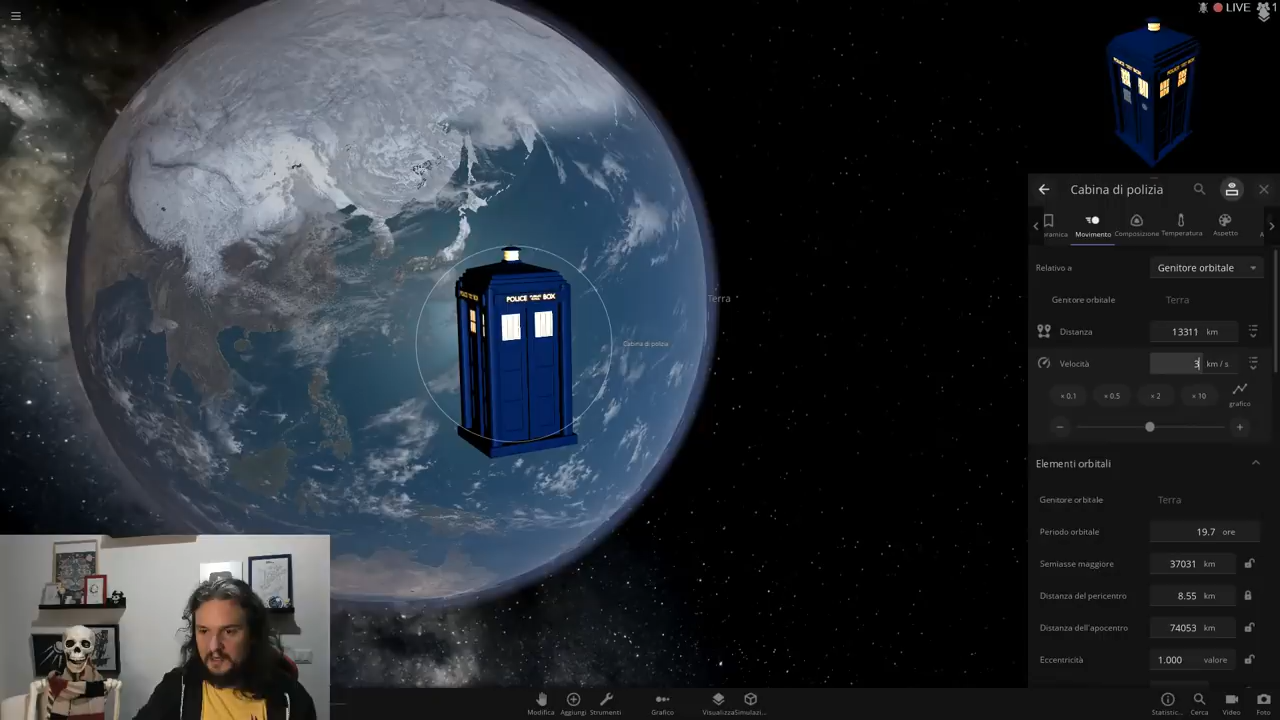 LIVE
1
Cabina di polizia
Movimento
Composizione
Temperatura
Aspetto
Relativo a
Genitore orbitale
Genitore orbitale
Terra
Distanza
13311 km
Velocità
3 km / s
× 0.1
× 0.5
× 2
× 10
grafico
Elementi orbitali
Genitore orbitale
Terra
Periodo orbitale
19.7 ore
Semiasse maggiore
37031 km
Distanza del pericentro
8.55 km
Distanza dell'apocentro
74053 km
Eccentricità
1.000 valore
Terra
Cabina di polizia
POLICE BOX
Modifica
Aggiungi
Strumenti
Grafico
Visualizza
Simulazi...
Statistic...
Cerca
Video
Foto